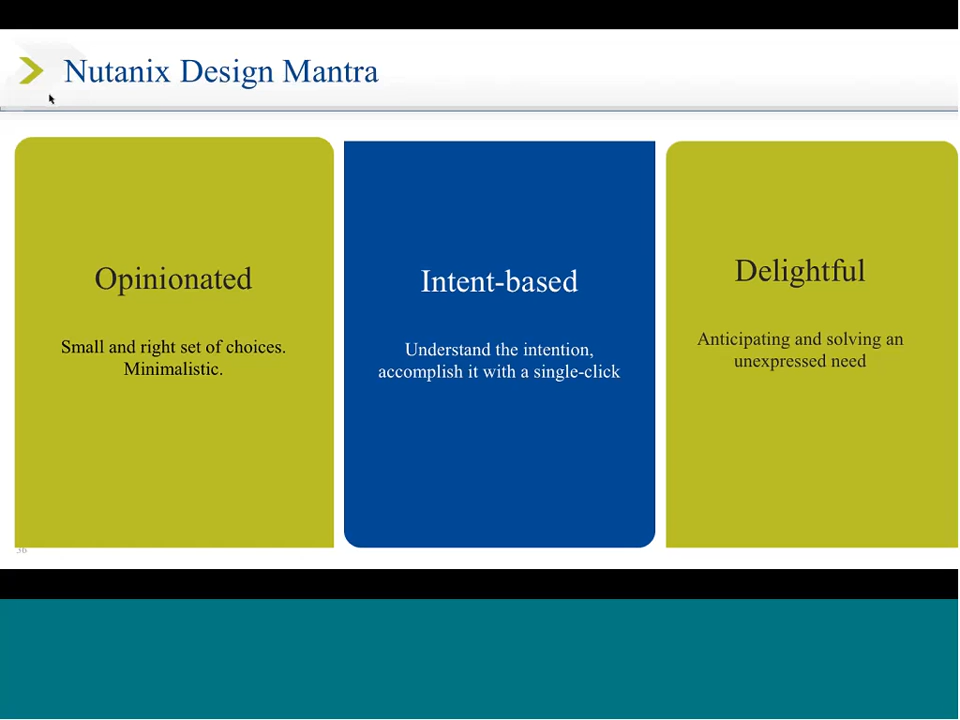 Nutanix Design Mantra
Opinionated
Small and right set of choices.
Minimalistic.
Intent-based
Understand the intention,
accomplish it with a single-click
Delightful
Anticipating and solving an
unexpressed need
36